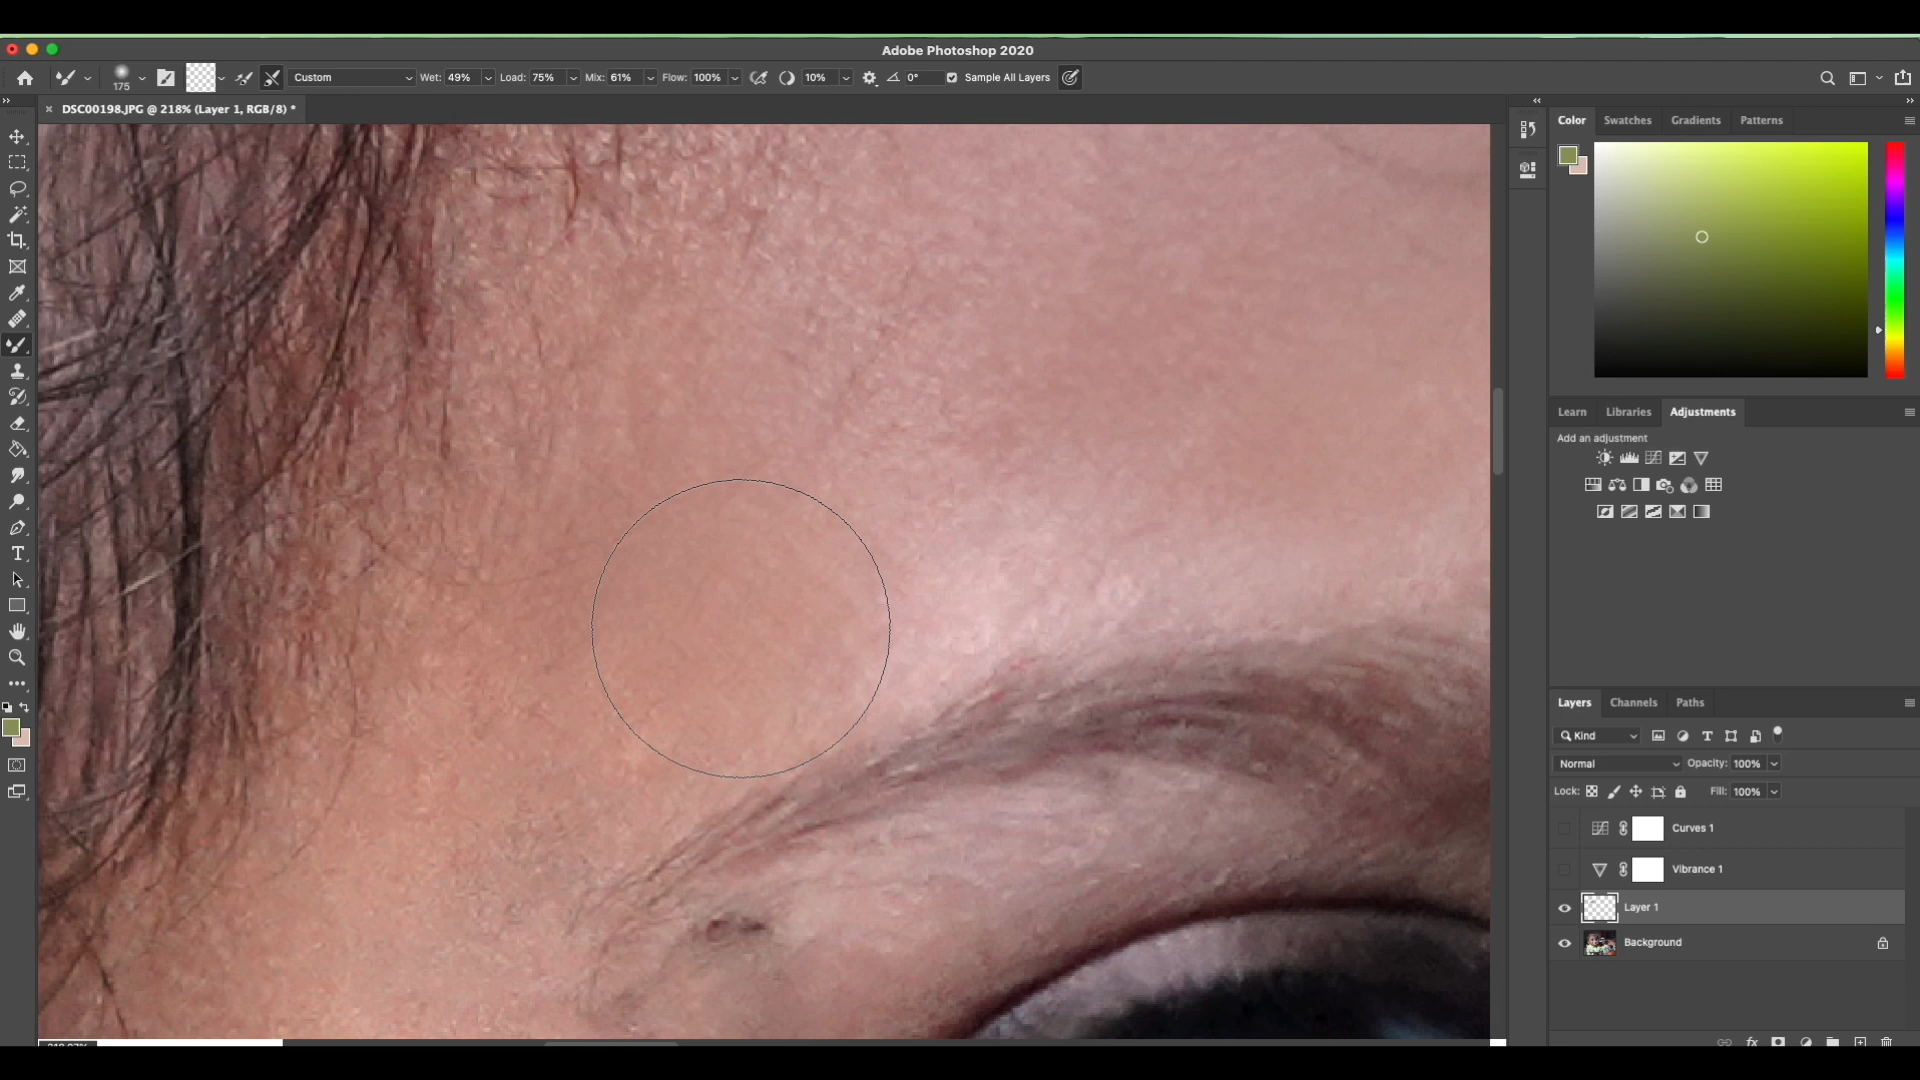 Adobe Photoshop 2020
175
Custom
Wet: 49%
Load: 75%
Mix: 61%
Flow: 100%
10%
0°
Sample All Layers
DSC00198.JPG @ 218% (Layer 1, RGB/8) *
Color
Swatches
Gradients
Patterns
Learn
Libraries
Adjustments
Add an adjustment
Layers
Channels
Paths
Kind
Normal
Opacity: 100%
Lock:
Fill: 100%
Curves 1
Vibrance 1
Layer 1
Background
fx